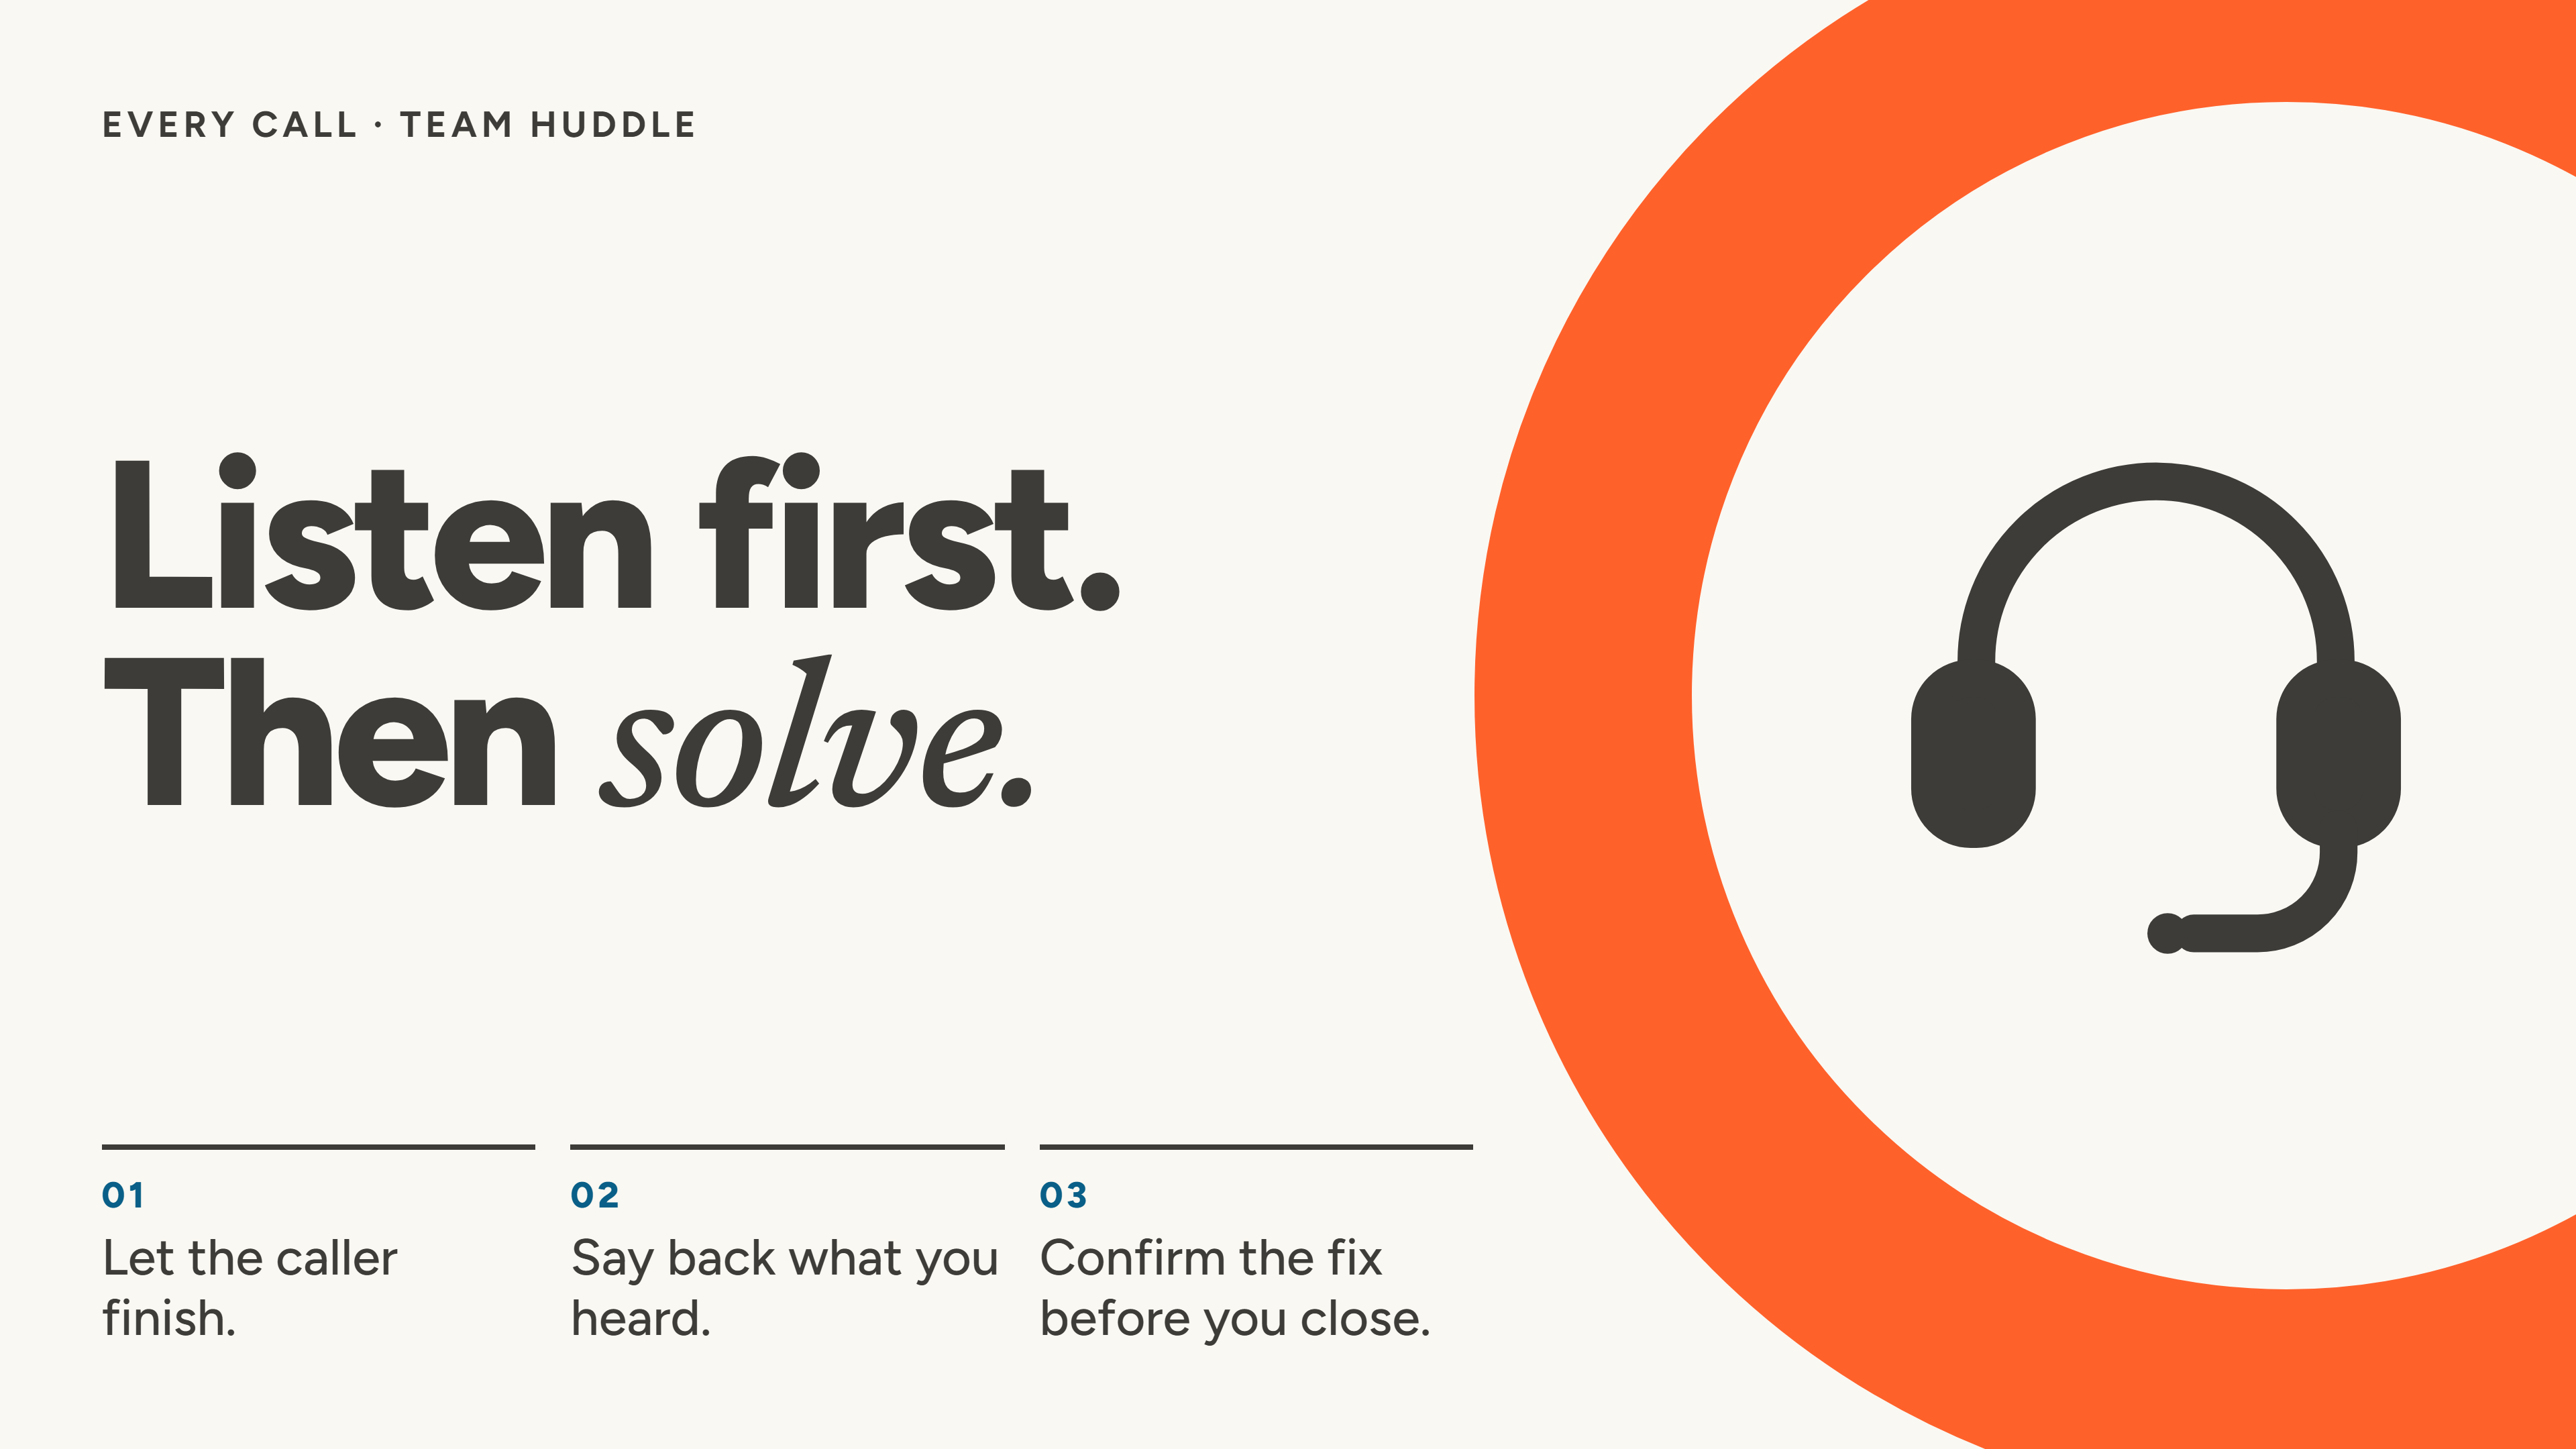 EVERY CALL · TEAM HUDDLE
Listen first.
Then solve.
01
Let the caller
finish.
02
Say back what you
heard.
03
Confirm the fix
before you close.